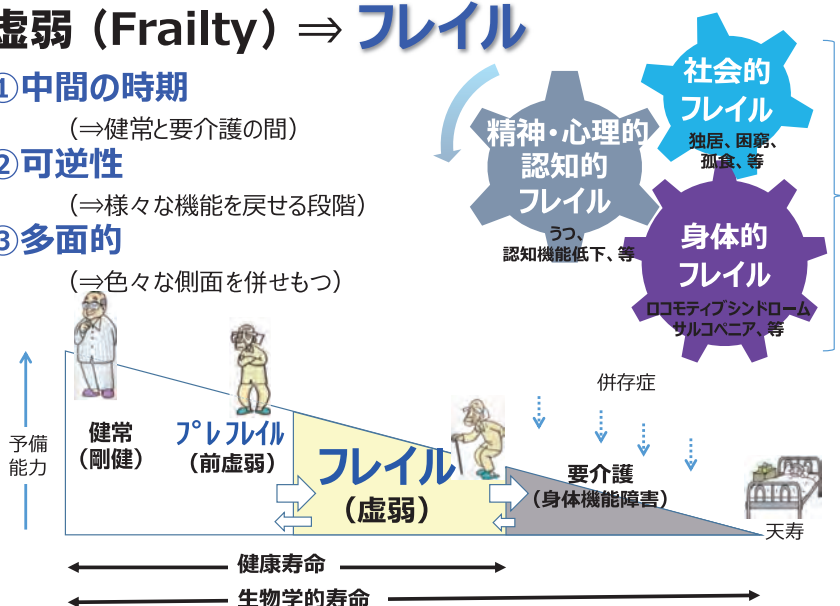 虚弱（Frailty）⇒ フレイル
①中間の時期
（⇒健常と要介護の間）
②可逆性
（⇒様々な機能を戻せる段階）
③多面的
（⇒色々な側面を併せもつ）
社会的
フレイル
独居、困窮、
孤食、等
精神・心理的
認知的
フレイル
うつ、
認知機能低下、等
身体的
フレイル
ロコモティブシンドローム
サルコペニア、等
併存症
予備
能力
健常
（剛健）
プレフレイル
（前虚弱）
フレイル
（虚弱）
要介護
（身体機能障害）
天寿
健康寿命
生物学的寿命